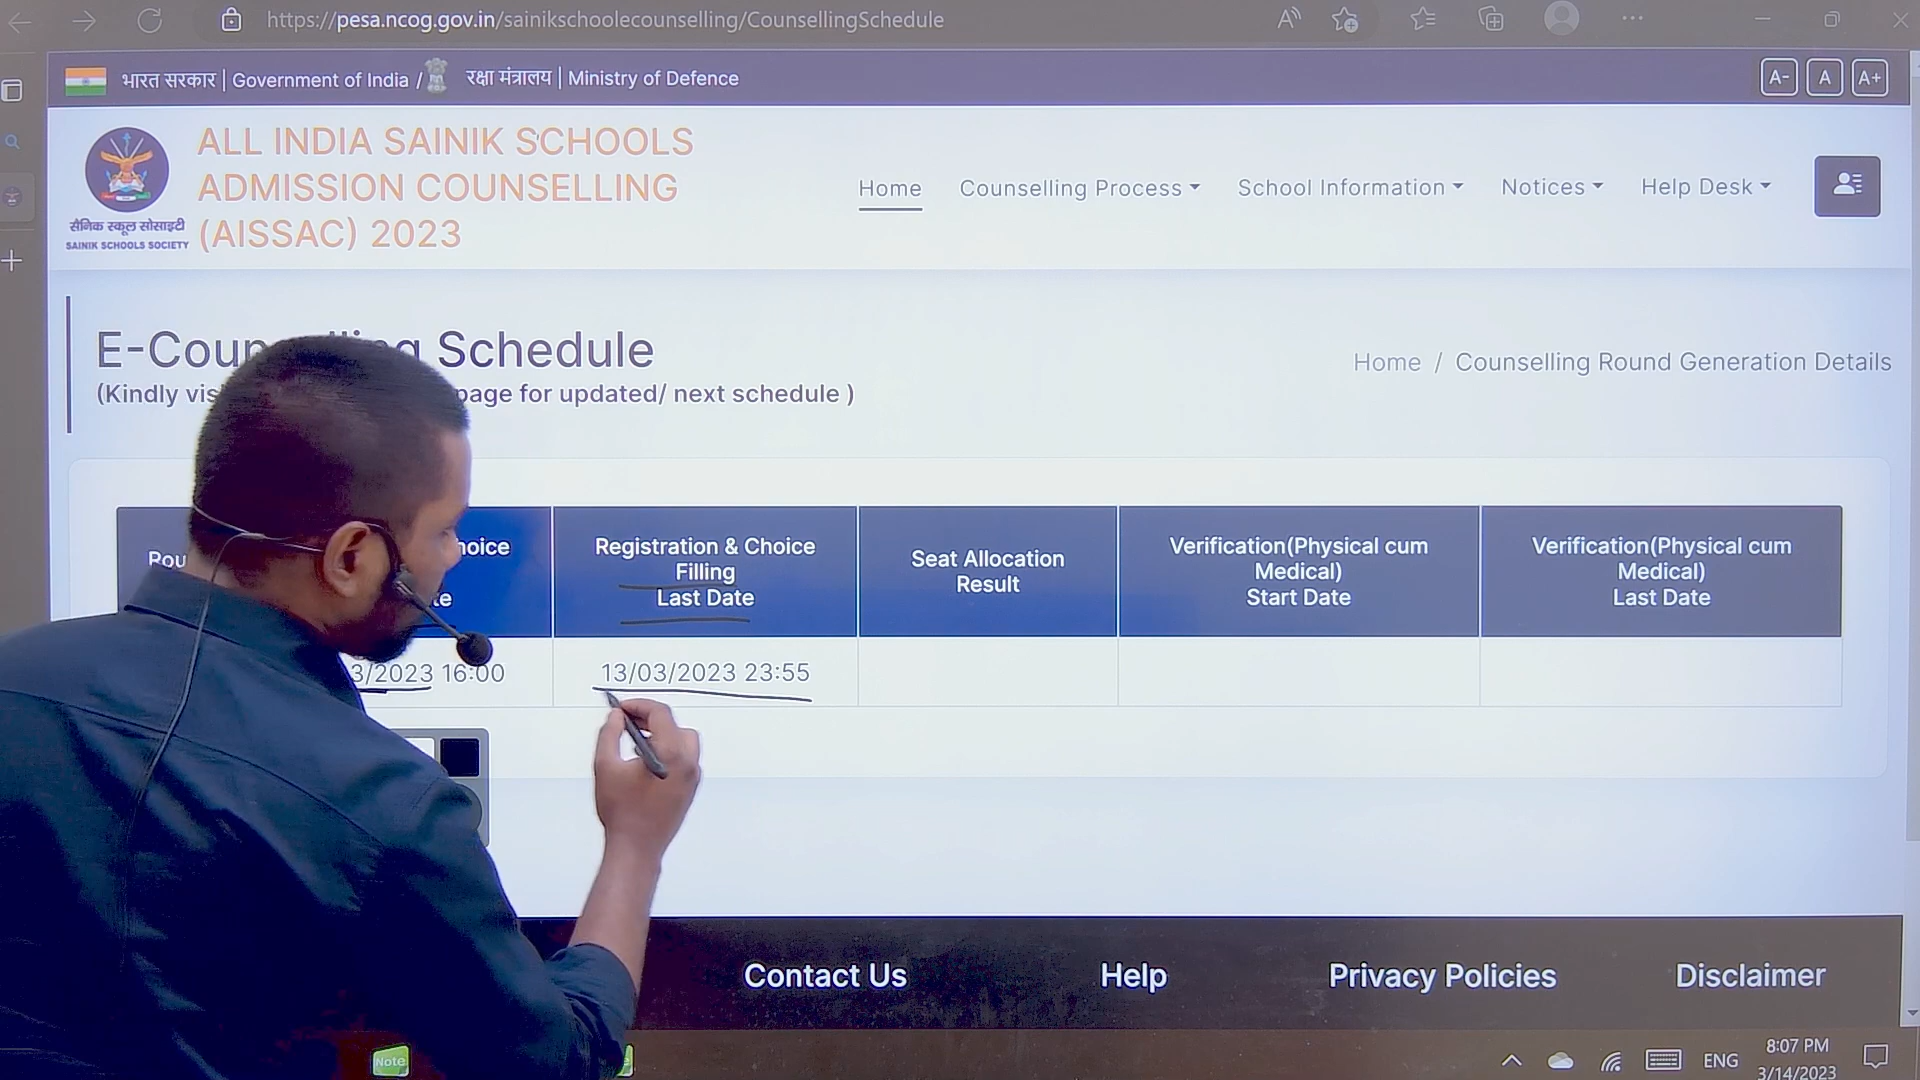 https://pesa.ncog.gov.in/sainikschoolecounselling/CounsellingSchedule
भारत सरकार | Government of India / रक्षा मंत्रालय | Ministry of Defence
A- A A+
ALL INDIA SAINIK SCHOOLS
ADMISSION COUNSELLING
(AISSAC) 2023
सैनिक स्कूल सोसाइटी
SAINIK SCHOOLS SOCIETY
Home Counselling Process School Information Notices Help Desk
Schedule
(Kindly page for updated/ next schedule )
Home / Counselling Round Generation Details
Registration & Choice
Filling
Last Date
Seat Allocation
Result
Verification(Physical cum
Medical)
Start Date
Verification(Physical cum
Medical)
Last Date
3/2023 16:00
13/03/2023 23:55
Contact Us Help Privacy Policies Disclaimer
Note
ENG
8:07 PM
3/14/2023